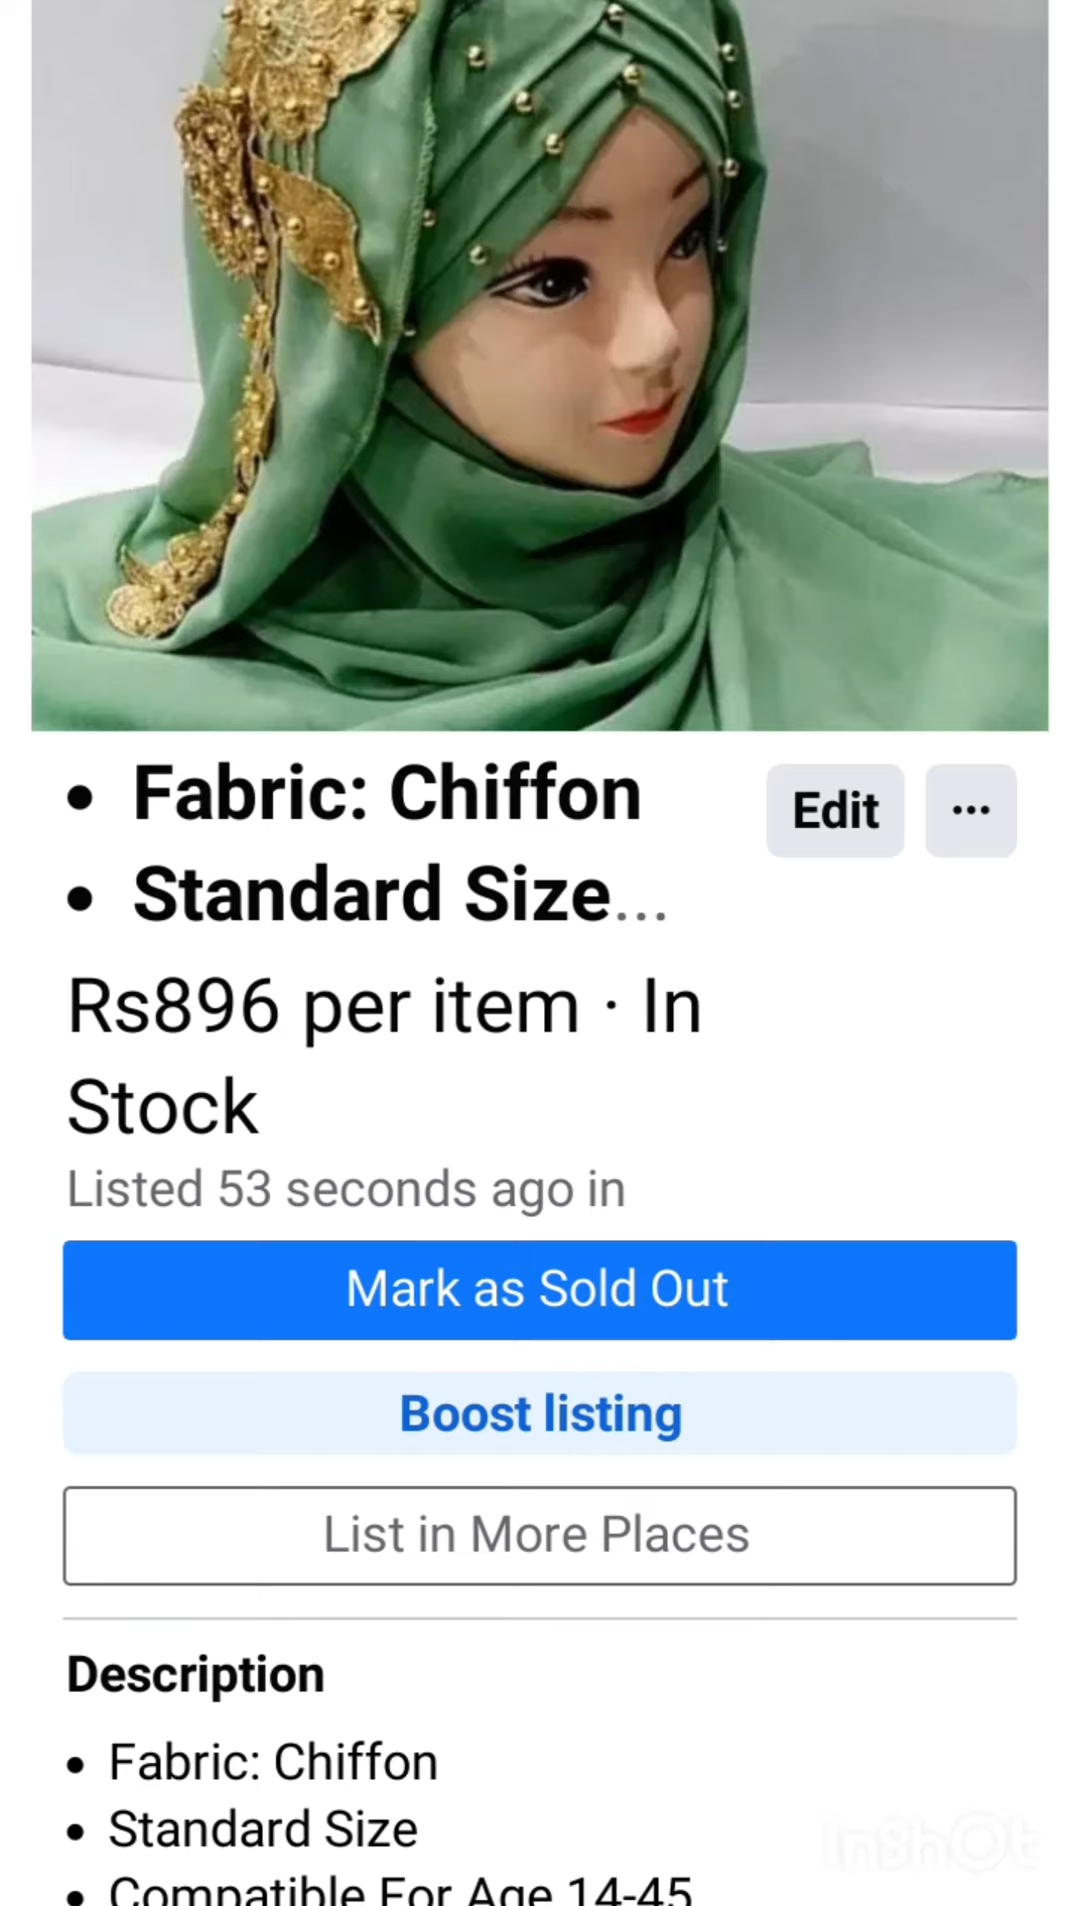 • Fabric: Chiffon
Edit
...
• Standard Size...
Rs896 per item · In
Stock
Listed 53 seconds ago in
Mark as Sold Out
Boost listing
List in More Places
Description
• Fabric: Chiffon
• Standard Size
• Compatible For Age 14-45
InShOt